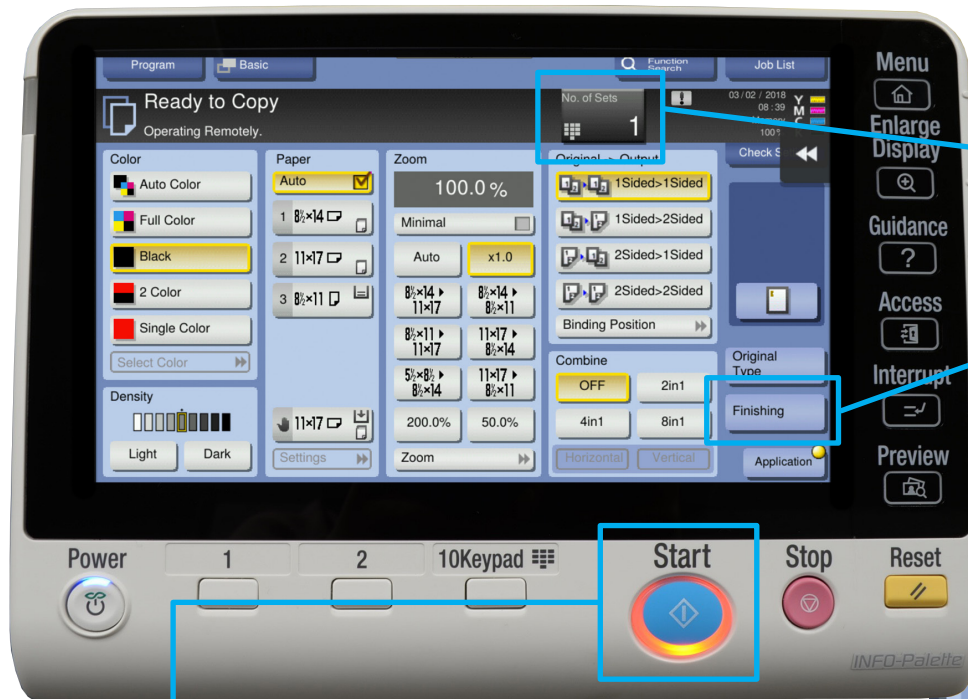 Program
Basic
Function
Search
Job List
Menu
Ready to Copy
Operating Remotely.
No. of Sets
1
03/02/2018
08:39
Memory
100%
Y
M
C
Enlarge
Display
Color
Auto Color
Full Color
Black
2 Color
Single Color
Select Color
Density
Light
Dark
Paper
Auto
1 8½×14
2 11×17
3 8½×11
11×17
Settings
Zoom
100.0 %
Minimal
Auto
x1.0
8½×14
11×17
8½×14
8½×11
8½×11
11×17
11×17
8½×14
5½×8½
8½×14
11×17
8½×11
200.0%
50.0%
Zoom
Original > Output
1Sided>1Sided
1Sided>2Sided
2Sided>1Sided
2Sided>2Sided
Binding Position
Combine
OFF
2in1
4in1
8in1
Horizontal
Vertical
Check
Original
Type
Finishing
Application
Guidance
Access
Interrupt
Preview
Power
1
2
10Keypad
Start
Stop
Reset
INFO-Palette